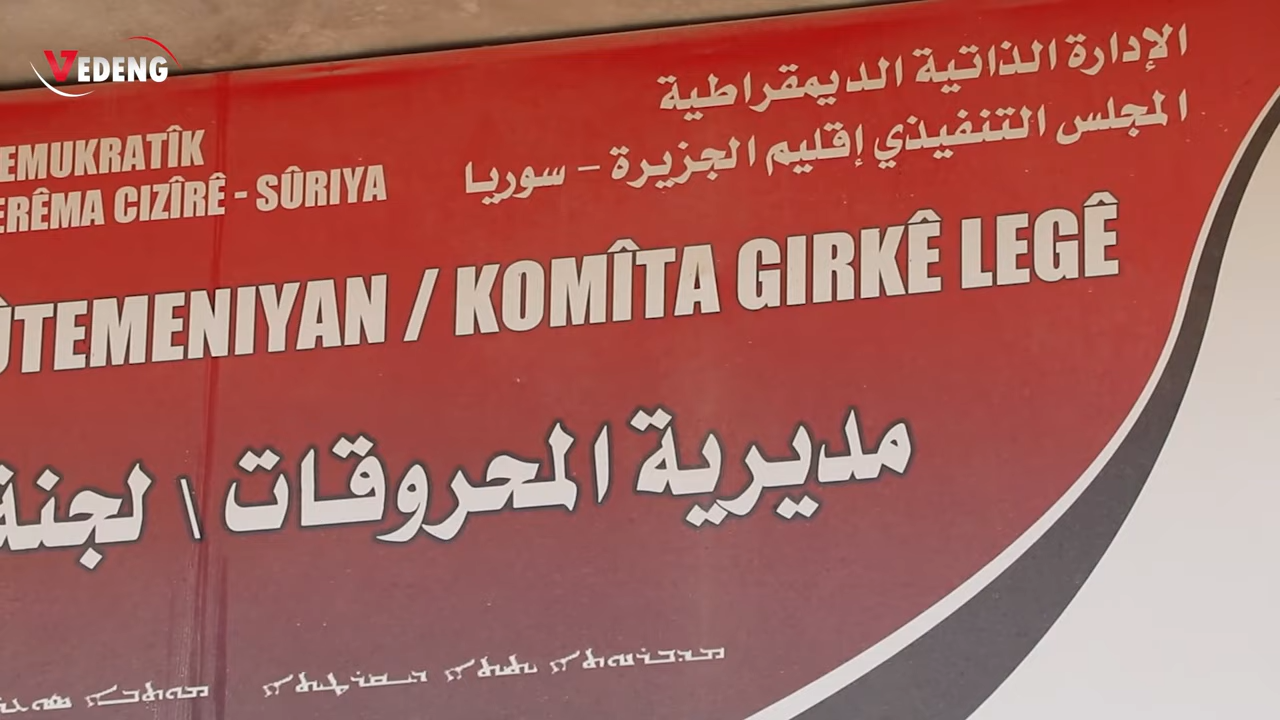 VEDENG
الإدارة الذاتية الديمقراطية
المجلس التنفيذي إقليم الجزيرة - سوريا
EMUKRATÎK
ERÊMA CIZÎRÊ - SÛRIYA
ÛTEMENIYAN / KOMÎTA GIRKÊ LEGÊ
مديرية المحروقات \ لجنة